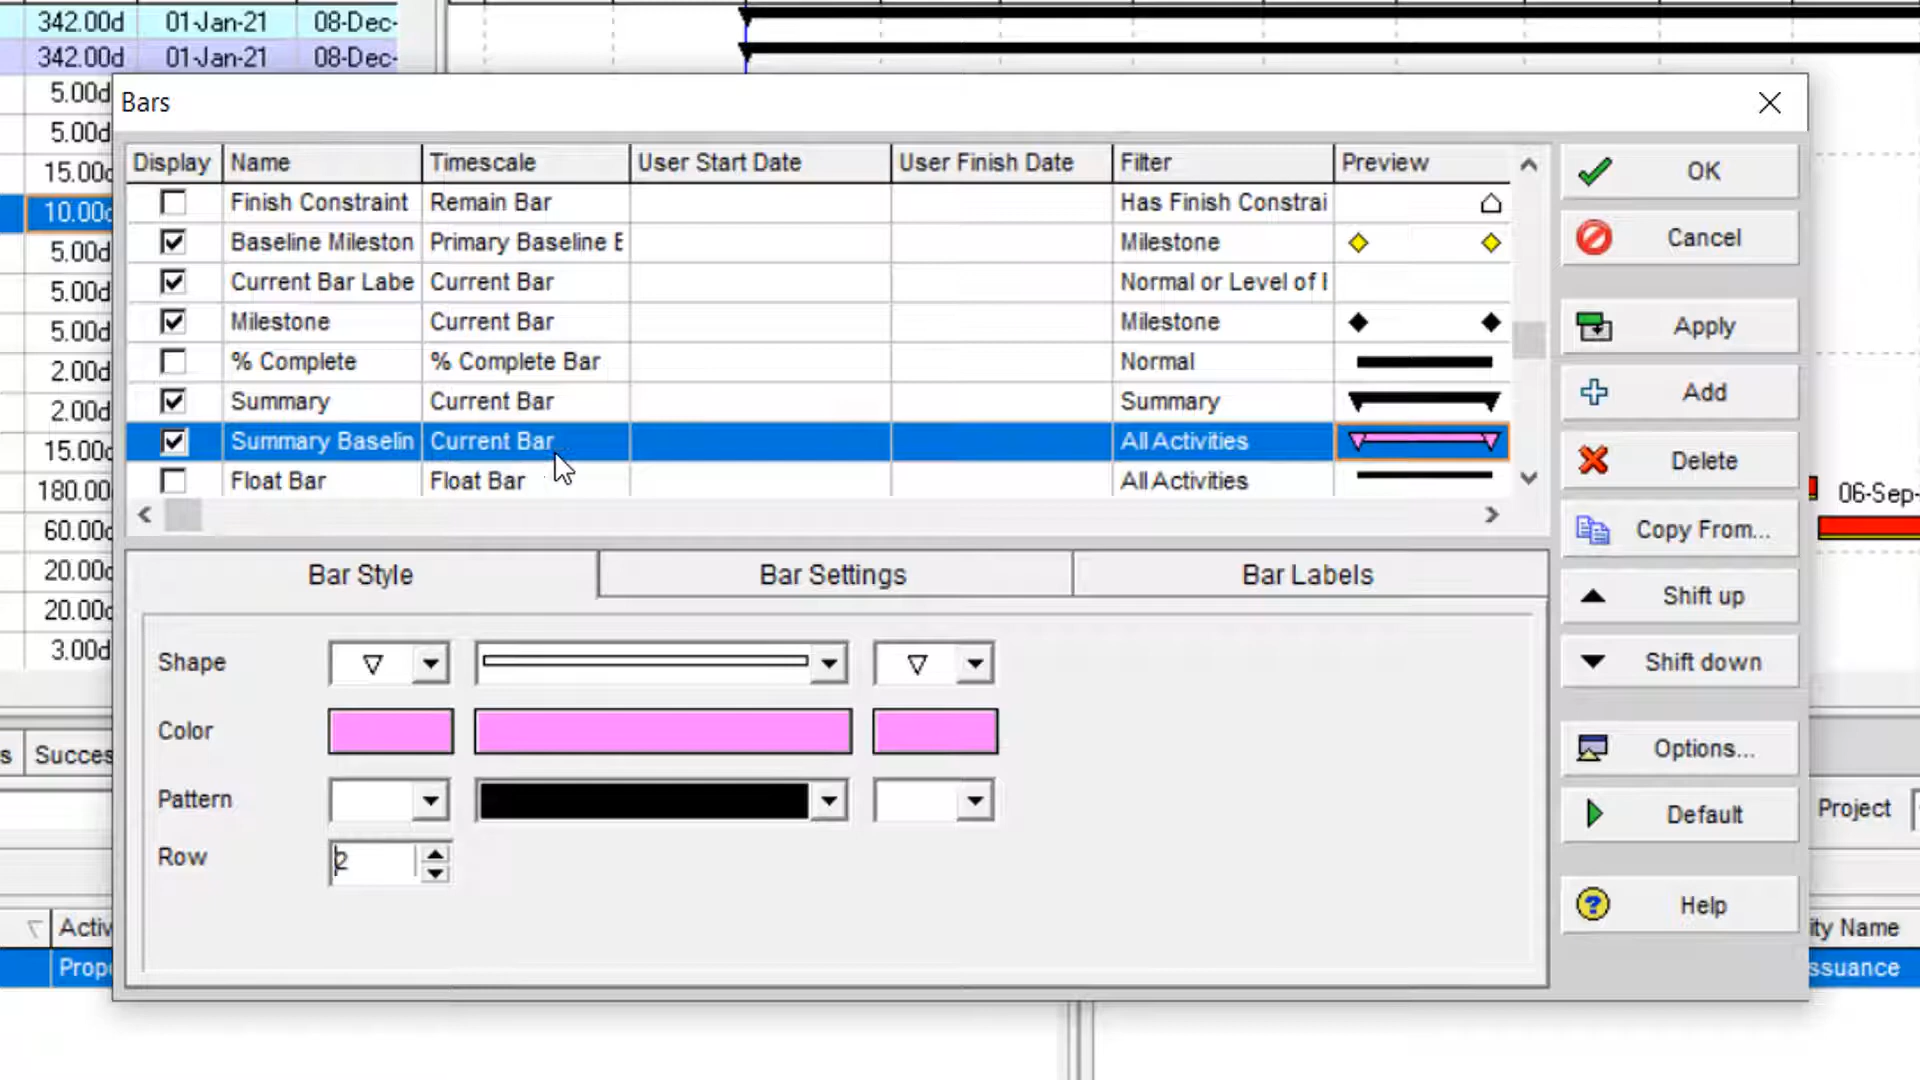 342.00d 01-Jan-21 08-Dec-
342.00d 01-Jan-21 08-Dec-
5.00d
5.00d
15.00d
10.00d
5.00d
5.00d
5.00d
2.00d
2.00d
15.00d
180.00
60.00d
20.00d
20.00d
3.00d
Bars
Display Name Timescale User Start Date User Finish Date Filter Preview
Finish Constraint Remain Bar Has Finish Constrai
Baseline Mileston Primary Baseline B Milestone
Current Bar Labe Current Bar Normal or Level of E
Milestone Current Bar Milestone
% Complete % Complete Bar Normal
Summary Current Bar Summary
Summary Baselin Current Bar All Activities
Float Bar Float Bar All Activities
Bar Style Bar Settings Bar Labels
Shape
Color
Pattern
Row 2
OK
Cancel
Apply
Add
Delete
Copy From...
Shift up
Shift down
Options...
Default
Help
06-Sep-
s Succes
Project
Activ
Prop
ity Name
ssuance